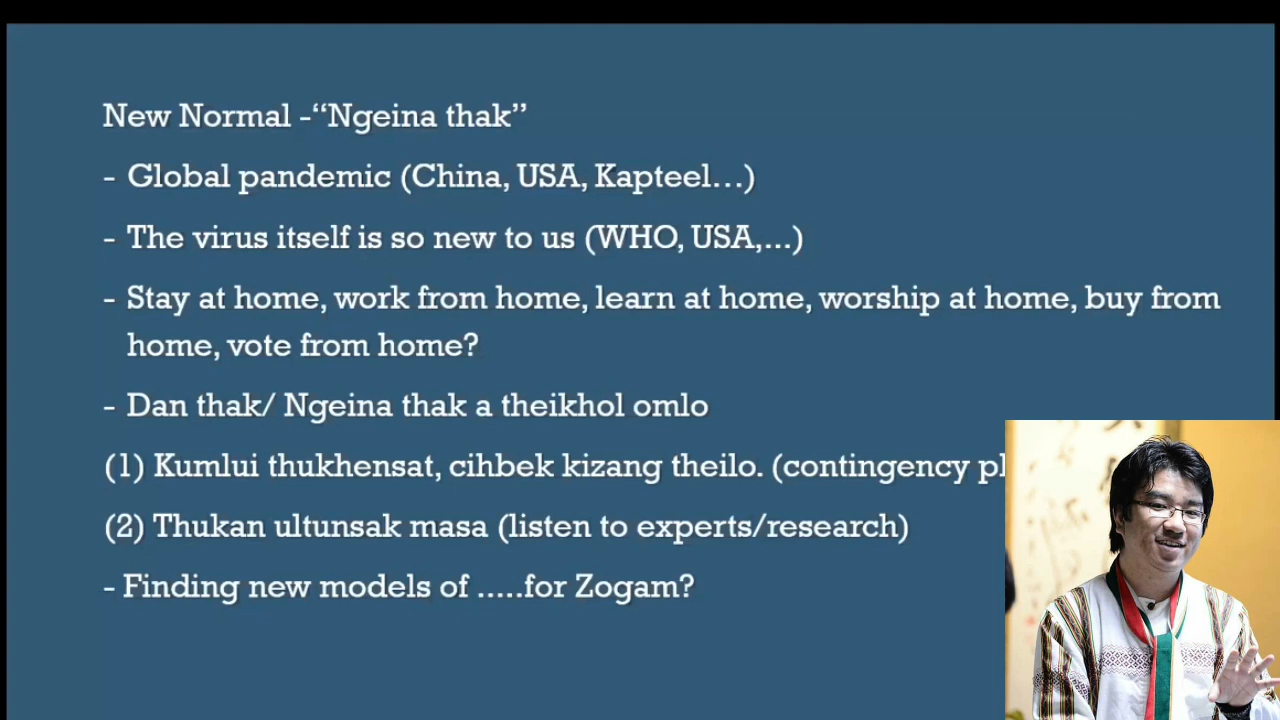 New Normal -“Ngeina thak”
- Global pandemic (China, USA, Kapteel...)
- The virus itself is so new to us (WHO, USA,...)
- Stay at home, work from home, learn at home, worship at home, buy from
home, vote from home?
- Dan thak/ Ngeina thak a theikhol omlo
(1) Kumlui thukhensat, cihbek kizang theilo. (contingency
(2) Thukan ultunsak masa (listen to experts/research)
- Finding new models of .....for Zogam?